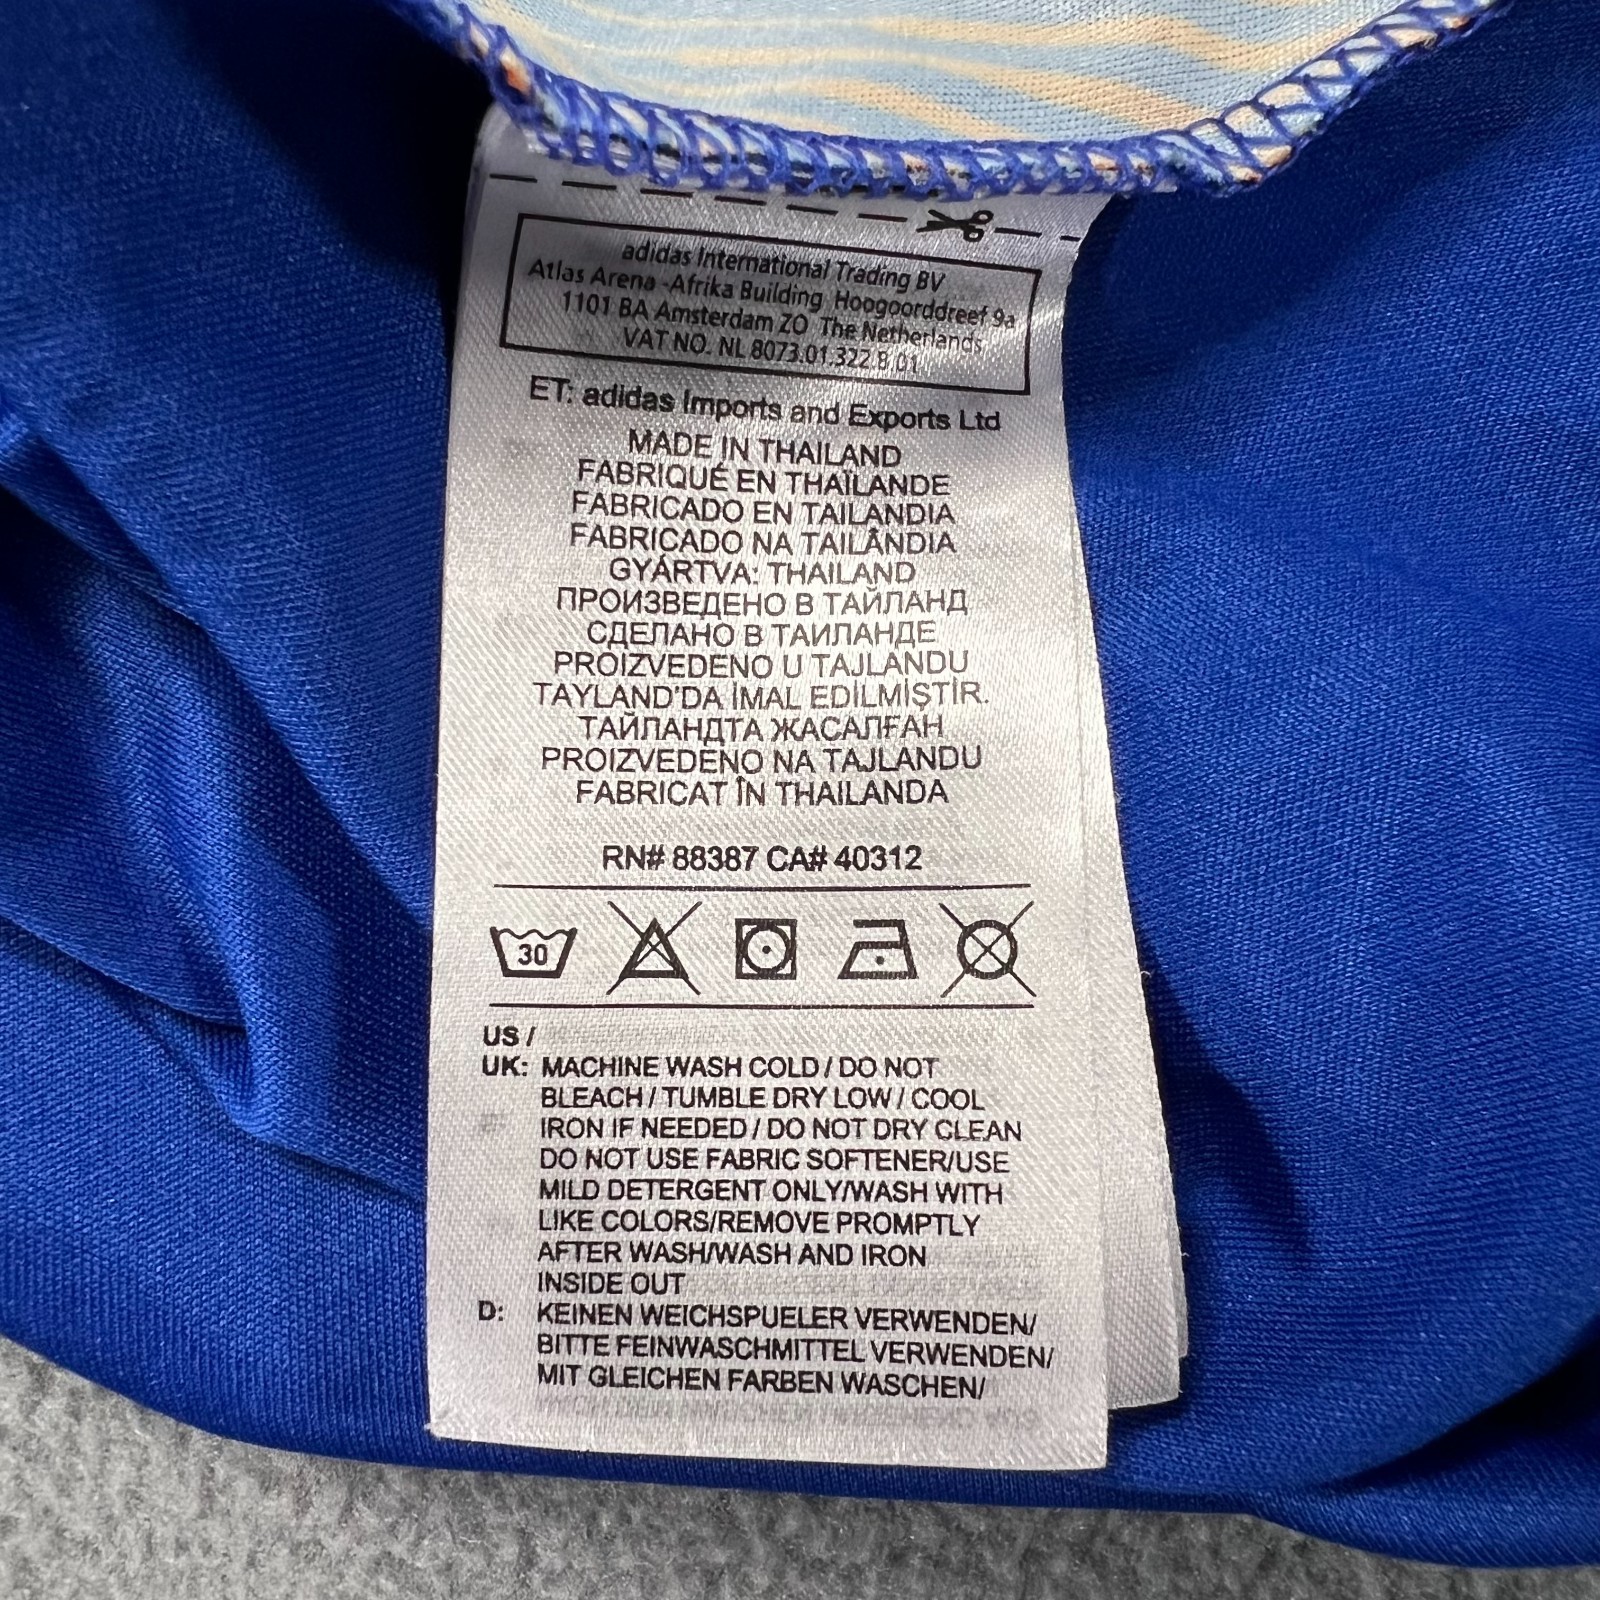 adidas International Trading BV
Atlas Arena -Afrika Building Hoogoorddreef 9a
1101 BA Amsterdam ZO The Netherlands
VAT NO. NL 8073.01.322.B.01
ET: adidas Imports and Exports Ltd
MADE IN THAILAND
FABRIQUÉ EN THAÏLANDE
FABRICADO EN TAILANDIA
FABRICADO NA TAILÂNDIA
GYÁRTVA: THAILAND
ПРОИЗВЕДЕНО В ТАЙЛАНД
СДЕЛАНО В ТАИЛАНДЕ
PROIZVEDENO U TAJLANDU
TAYLAND'DA İMAL EDİLMİŞTİR.
ТАЙЛАНДТА ЖАСАЛҒАН
PROIZVEDENO NA TAJLANDU
FABRICAT ÎN THAILANDA
RN# 88387 CA# 40312
30
US /
UK: MACHINE WASH COLD / DO NOT
BLEACH / TUMBLE DRY LOW / COOL
IRON IF NEEDED / DO NOT DRY CLEAN
DO NOT USE FABRIC SOFTENER/USE
MILD DETERGENT ONLY/WASH WITH
LIKE COLORS/REMOVE PROMPTLY
AFTER WASH/WASH AND IRON
INSIDE OUT
D: KEINEN WEICHSPUELER VERWENDEN/
BITTE FEINWASCHMITTEL VERWENDEN/
MIT GLEICHEN FARBEN WASCHEN/